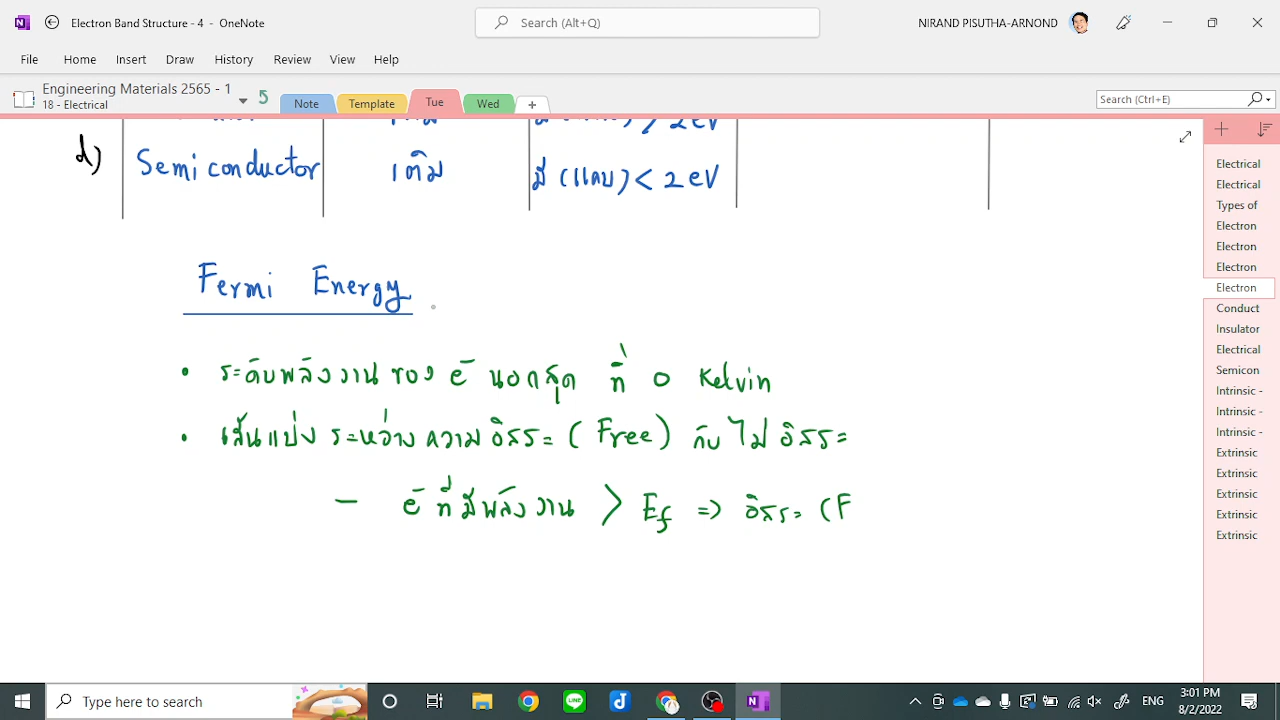 Electron Band Structure - 4 - OneNote
Search (Alt+Q)
NIRAND PISUTHA-ARNOND
File Home Insert Draw History Review View Help
Engineering Materials 2565 - 1
18 - Electrical
Note Template Tue Wed
Search (Ctrl+E)
> 2eV
d) Semiconductor เต็ม มี (แคบ) < 2 eV
Fermi Energy
• ระดับพลังงาน ของ e⁻ นอกสุด ที่ 0 Kelvin
• เส้นแบ่ง ระหว่าง ความอิสระ (Free) กับ ไม่ อิสระ
– e⁻ ที่มีพลังงาน > Ef => อิสระ (F
Electrical
Electrical
Types of
Electron
Electron
Electron
Electron
Conduct
Insulator
Electrical
Semicon
Intrinsic -
Intrinsic -
Intrinsic -
Extrinsic
Extrinsic
Extrinsic
Extrinsic
Extrinsic
Type here to search
ENG
3:01 PM
8/2/2022